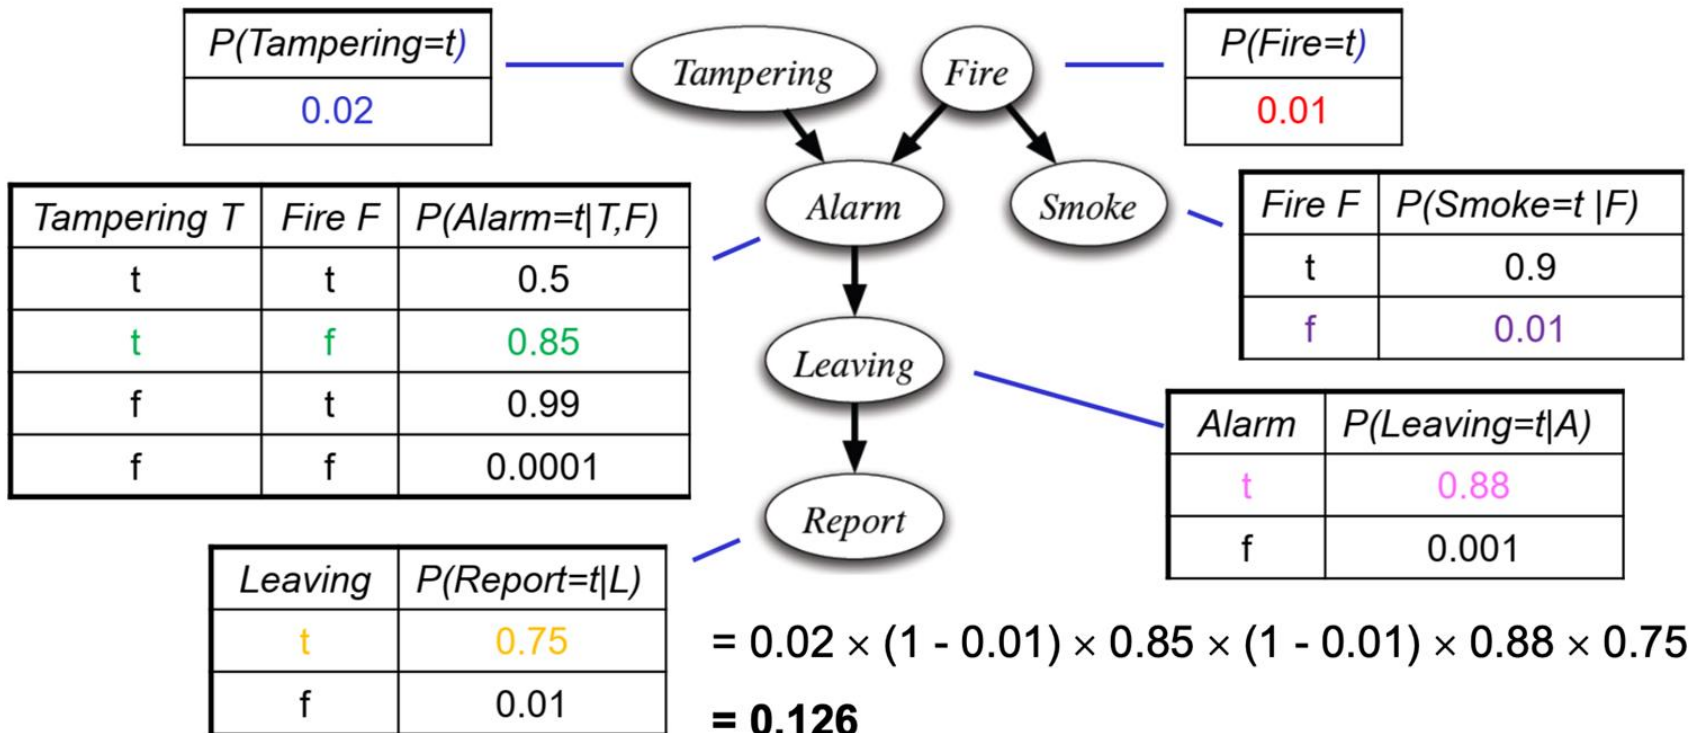 P(Tampering=t)
0.02
Tampering
Fire
P(Fire=t)
0.01
Tampering T Fire F P(Alarm=t|T,F)
t t 0.5
t f 0.85
f t 0.99
f f 0.0001
Alarm
Smoke
Fire F P(Smoke=t |F)
t 0.9
f 0.01
Leaving
Alarm P(Leaving=t|A)
t 0.88
f 0.001
Report
Leaving P(Report=t|L)
t 0.75
f 0.01
= 0.02 × (1 - 0.01) × 0.85 × (1 - 0.01) × 0.88 × 0.75
= 0.126